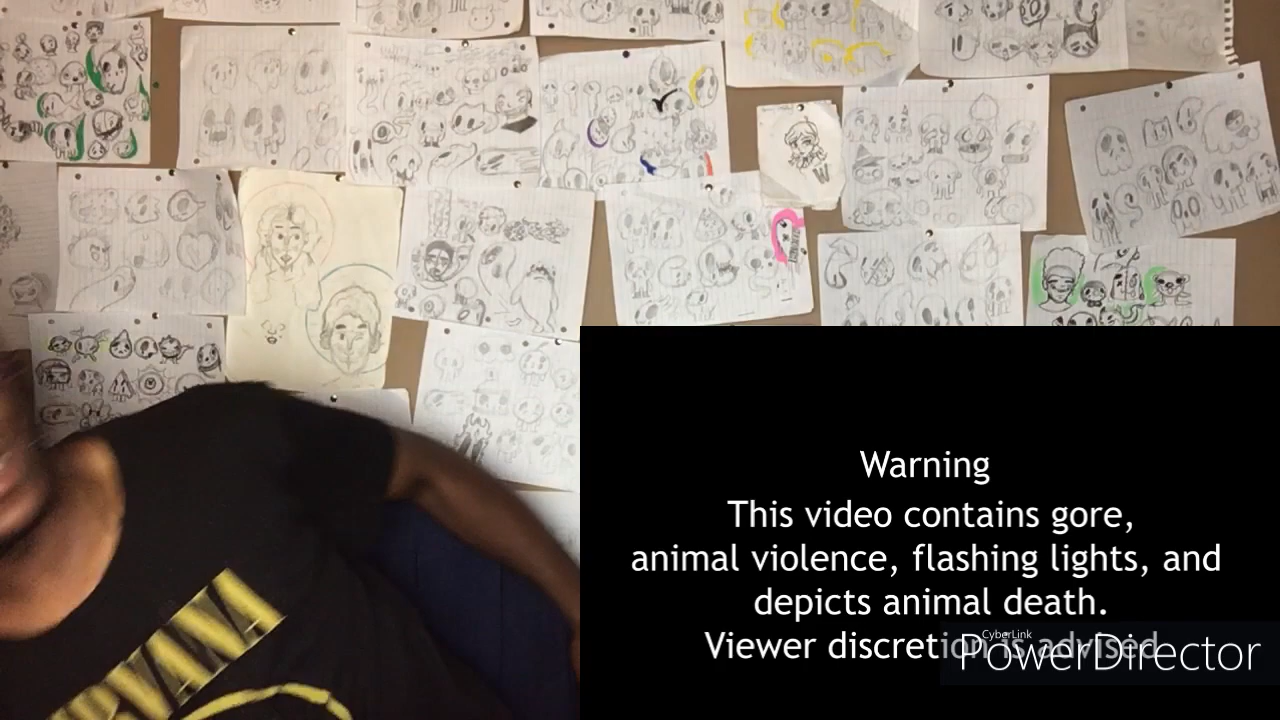 Warning
This video contains gore,
animal violence, flashing lights, and
depicts animal death.
Viewer discretion is advised
CyberLink
PowerDirector